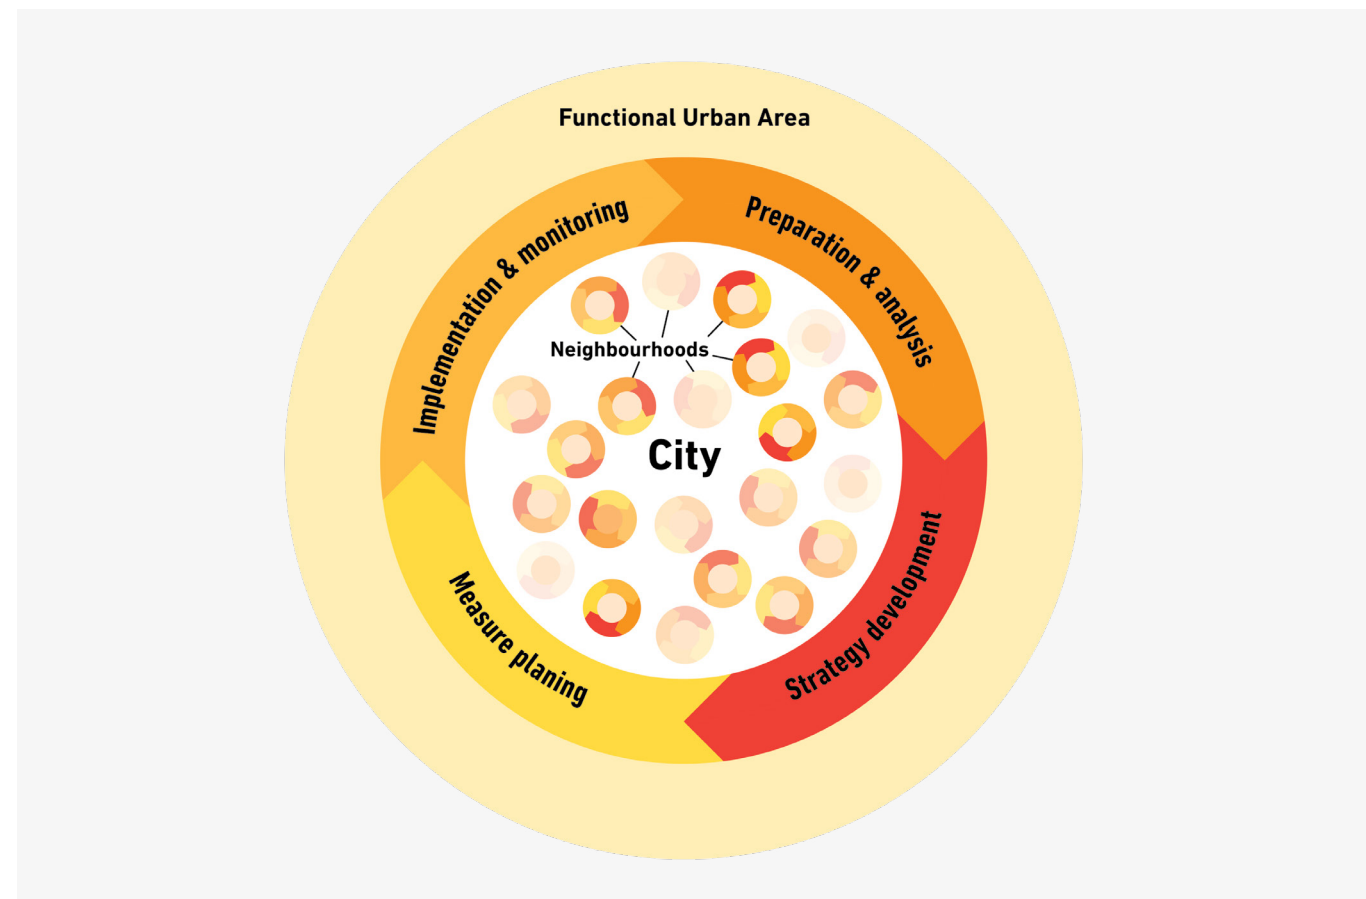 Functional Urban Area
Preparation & analysis
Implementation & monitoring
Neighbourhoods
City
Strategy development
Measure planing